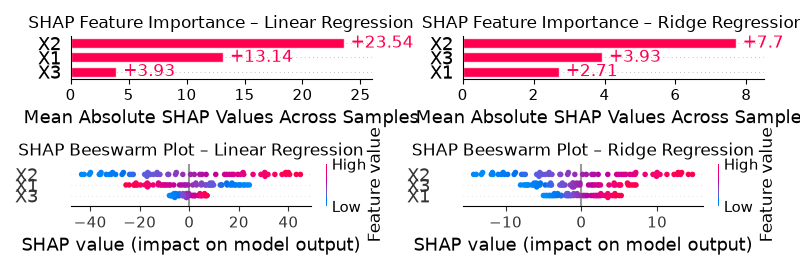 SHAP Feature Importance – Linear Regression
X2 +23.54
X1 +13.14
X3 +3.93
0 5 10 15 20 25
Mean Absolute SHAP Values Across Samples
SHAP Feature Importance – Ridge Regression
X2 +7.7
X3 +3.93
X1 +2.71
0 2 4 6 8
Mean Absolute SHAP Values Across Sample
SHAP Beeswarm Plot – Linear Regression
X2
X1
X3
−40 −20 0 20 40
SHAP value (impact on model output)
High
Low
Feature value
SHAP Beeswarm Plot – Ridge Regression
X2
X3
X1
−10 0 10
SHAP value (impact on model output)
High
Low
Feature value